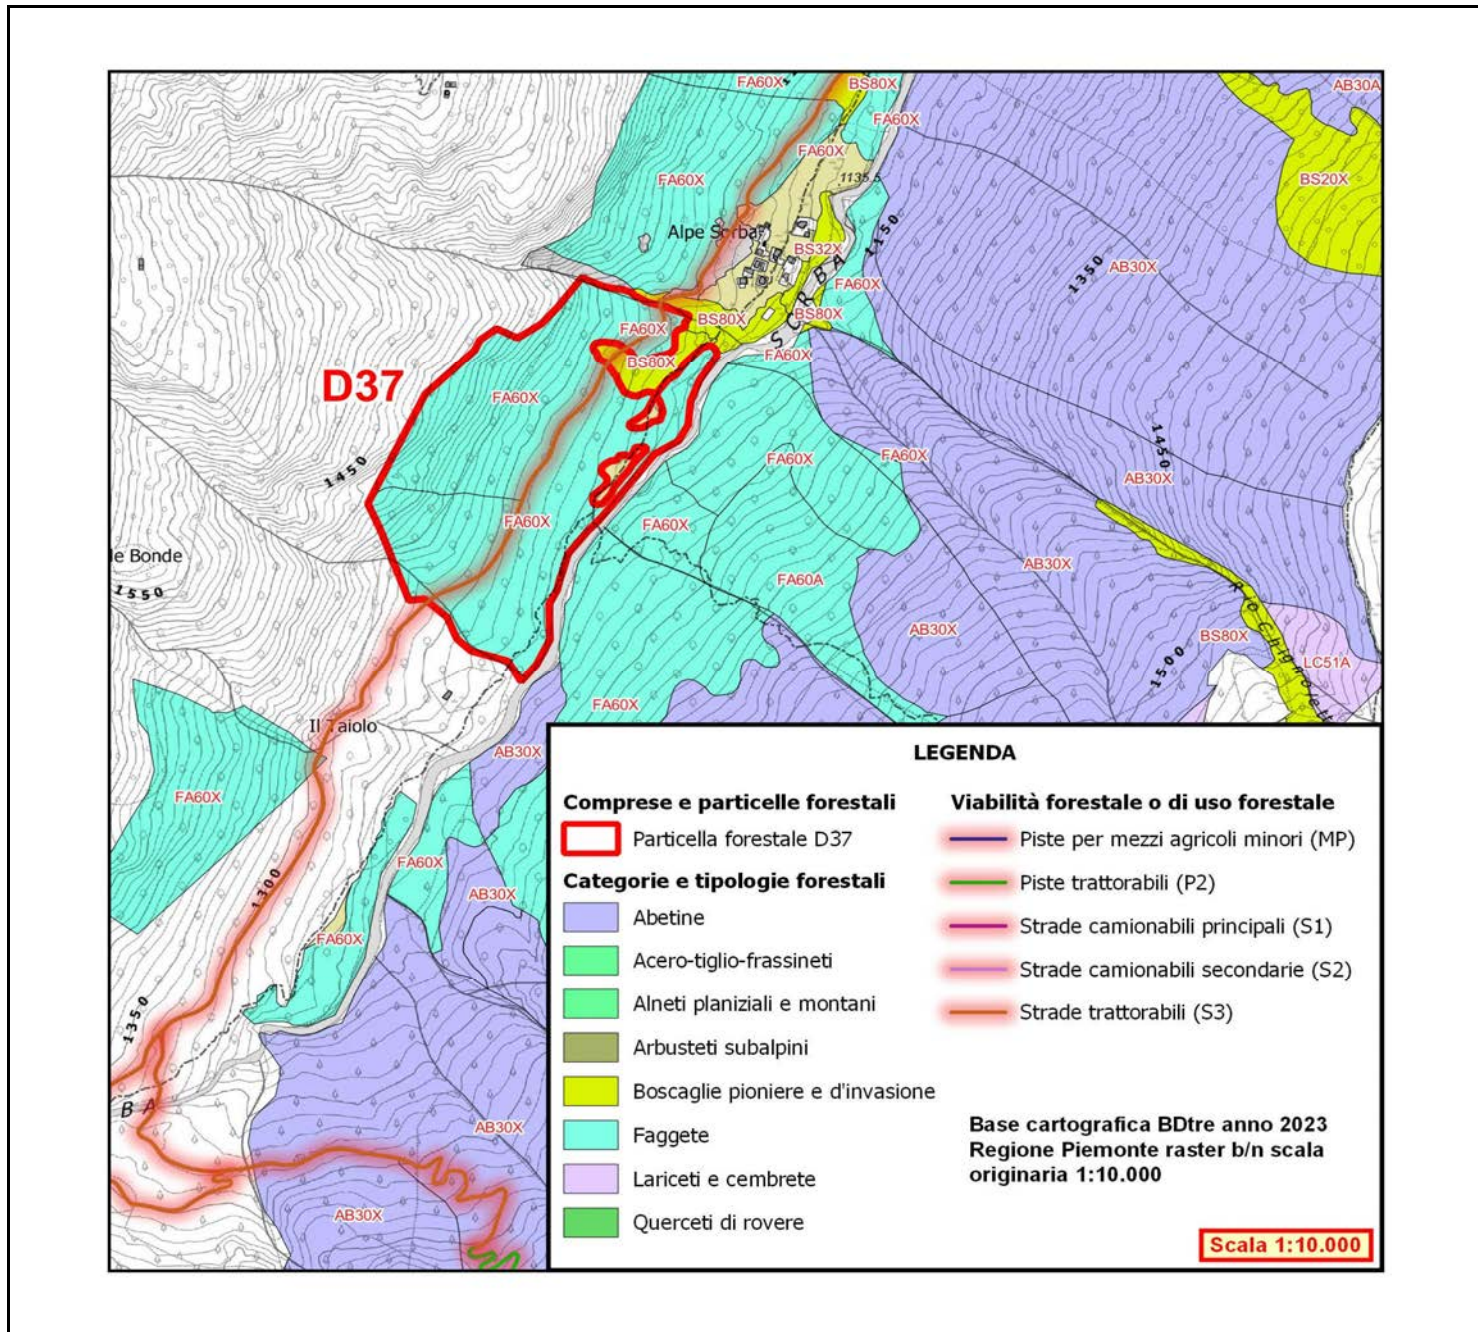 FA60X
BS80X
AB30A
FA60X
FA60X
FA60X
BS20X
1135.5
Alpe Sorba
BS32X
1150
AB30X
1350
FA60X
SORBA
BS80X
BS80X
FA60X
FA60X
BS80X
D37
FA60X
1450
FA60X
FA60X
1450
AB30X
FA60X
FA60X
le Bonde
1550
FA60A
AB30X
AB30X
Rio Chignolett
BS80X
LC51A
1500
FA60X
Il Taiolo
AB30X
FA60X
FA60X
AB30X
1300
FA60X
1350
BA
AB30X
AB30X
LEGENDA
Comprese e particelle forestali
Particella forestale D37
Categorie e tipologie forestali
Abetine
Acero-tiglio-frassineti
Alneti planiziali e montani
Arbusteti subalpini
Boscaglie pioniere e d'invasione
Faggete
Lariceti e cembrete
Querceti di rovere
Viabilità forestale o di uso forestale
Piste per mezzi agricoli minori (MP)
Piste trattorabili (P2)
Strade camionabili principali (S1)
Strade camionabili secondarie (S2)
Strade trattorabili (S3)
Base cartografica BDtre anno 2023
Regione Piemonte raster b/n scala
originaria 1:10.000
Scala 1:10.000